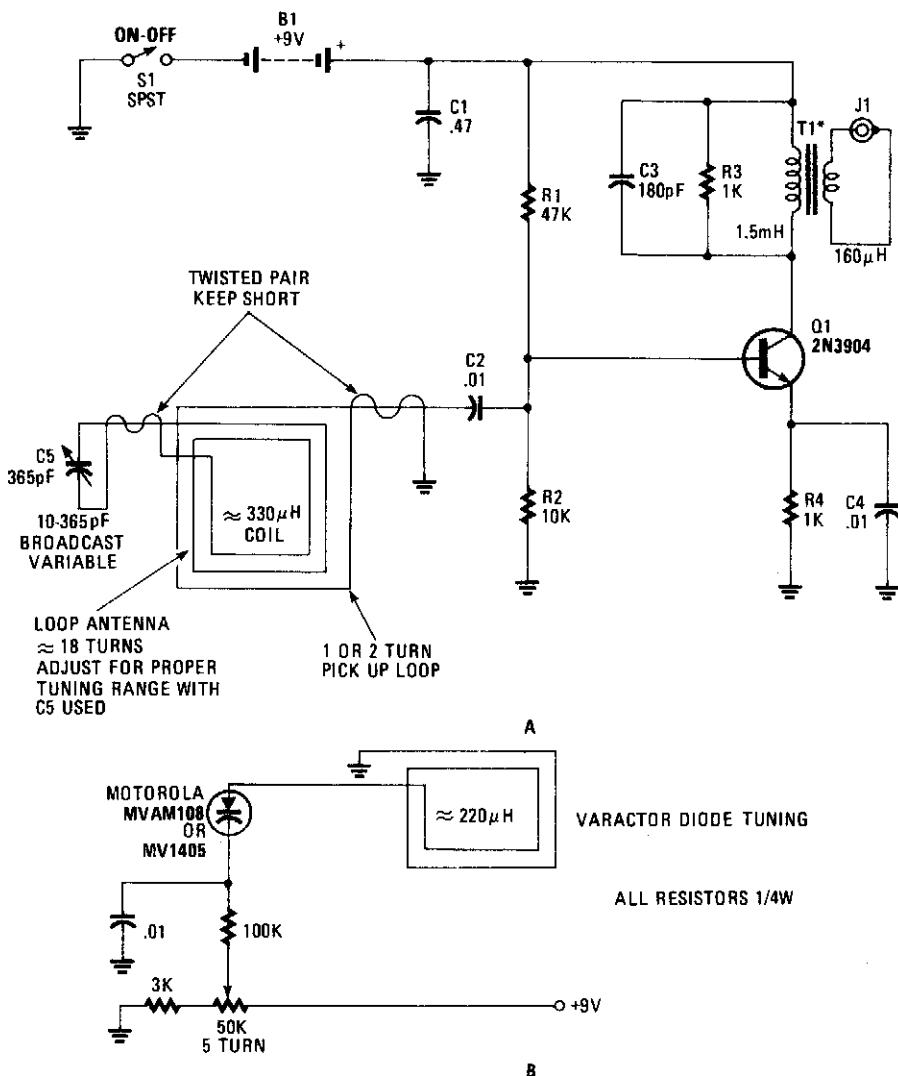 ON-OFF
S1
SPST
B1
+9V
+
C1
.47
R1
47K
C3
180pF
R3
1K
T1*
J1
1.5mH
160µH
Q1
2N3904
TWISTED PAIR
KEEP SHORT
C2
.01
C5
365pF
10-365pF
BROADCAST
VARIABLE
≈ 330µH
COIL
R2
10K
R4
1K
C4
.01
LOOP ANTENNA
≈ 18 TURNS
ADJUST FOR PROPER
TUNING RANGE WITH
C5 USED
1 OR 2 TURN
PICK UP LOOP
A
MOTOROLA
MVAM108
OR
MV1405
≈ 220µH
VARACTOR DIODE TUNING
ALL RESISTORS 1/4W
.01
100K
3K
50K
5 TURN
+9V
B